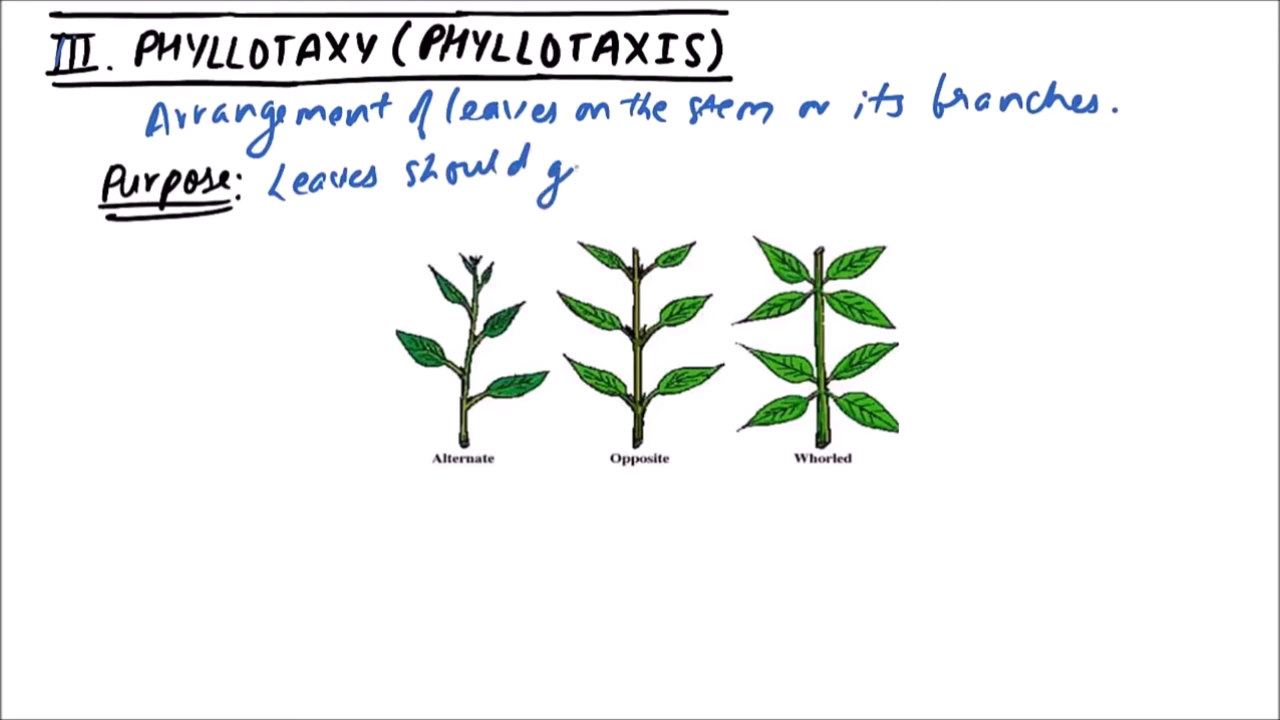 III. PHYLLOTAXY (PHYLLOTAXIS)
Arrangement of leaves on the stem or its branches.
Purpose: Leaves should g
Alternate Opposite Whorled